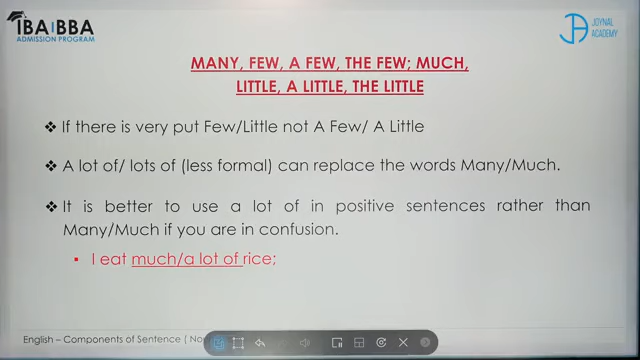 IBA|BBA
ADMISSION PROGRAM
JOYNAL
ACADEMY
MANY, FEW, A FEW, THE FEW; MUCH,
LITTLE, A LITTLE, THE LITTLE
❖ If there is very put Few/Little not A Few/ A Little
❖ A lot of/ lots of (less formal) can replace the words Many/Much.
❖ It is better to use a lot of in positive sentences rather than
Many/Much if you are in confusion.
▪ I eat much/a lot of rice;
English – Components of Sentence (